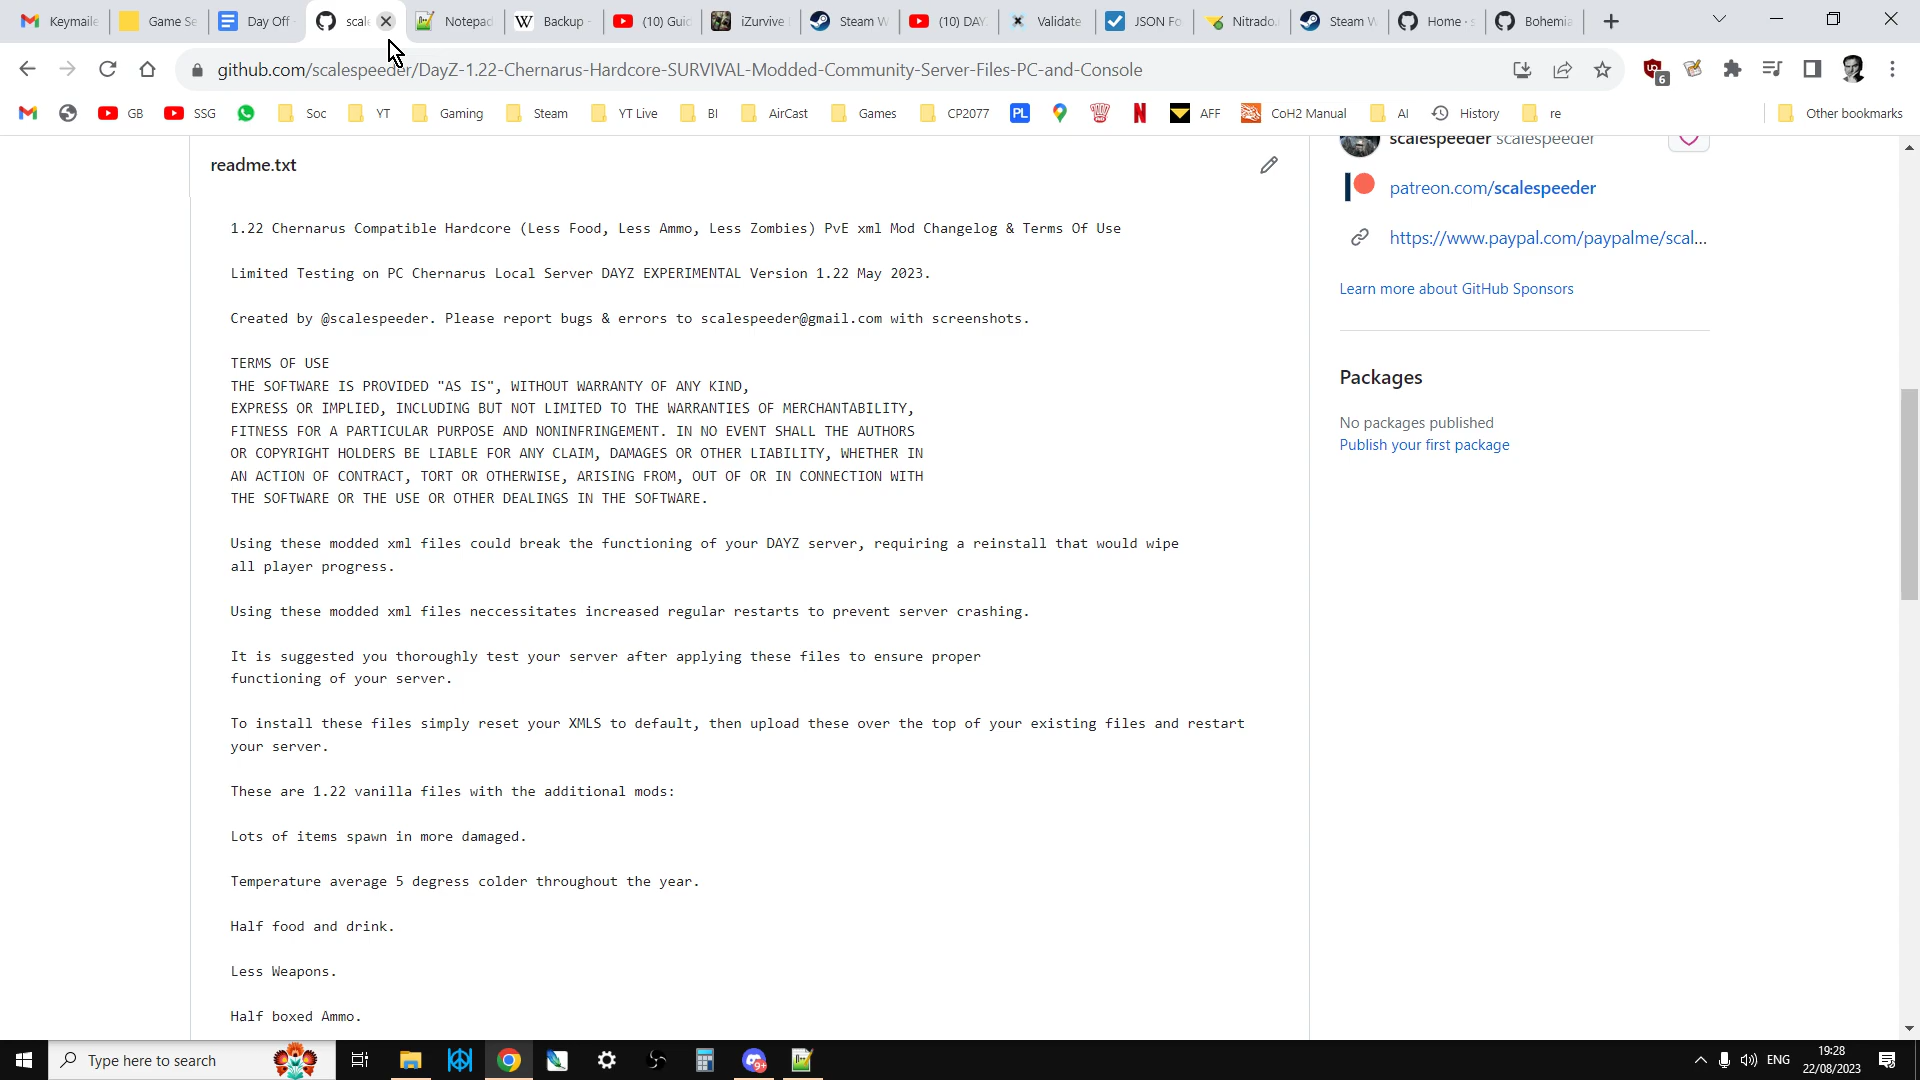 Keymaile
Game Se
Day Off
scal
Notepad
Backup
(10) Guid
iZurvive
Steam W
(10) DAY
Validate
JSON Fo
Nitrado.
Steam W
Home · s
Bohemia
github.com/scalespeeder/DayZ-1.22-Chernarus-Hardcore-SURVIVAL-Modded-Community-Server-Files-PC-and-Console
6
GB
SSG
Soc
YT
Gaming
Steam
YT Live
BI
AirCast
Games
CP2077
PL
AFF
CoH2 Manual
AI
History
re
Other bookmarks
readme.txt
1.22 Chernarus Compatible Hardcore (Less Food, Less Ammo, Less Zombies) PvE xml Mod Changelog & Terms Of Use
Limited Testing on PC Chernarus Local Server DAYZ EXPERIMENTAL Version 1.22 May 2023.
Created by @scalespeeder. Please report bugs & errors to scalespeeder@gmail.com with screenshots.
TERMS OF USE
THE SOFTWARE IS PROVIDED "AS IS", WITHOUT WARRANTY OF ANY KIND,
EXPRESS OR IMPLIED, INCLUDING BUT NOT LIMITED TO THE WARRANTIES OF MERCHANTABILITY,
FITNESS FOR A PARTICULAR PURPOSE AND NONINFRINGEMENT. IN NO EVENT SHALL THE AUTHORS
OR COPYRIGHT HOLDERS BE LIABLE FOR ANY CLAIM, DAMAGES OR OTHER LIABILITY, WHETHER IN
AN ACTION OF CONTRACT, TORT OR OTHERWISE, ARISING FROM, OUT OF OR IN CONNECTION WITH
THE SOFTWARE OR THE USE OR OTHER DEALINGS IN THE SOFTWARE.
Using these modded xml files could break the functioning of your DAYZ server, requiring a reinstall that would wipe
all player progress.
Using these modded xml files neccessitates increased regular restarts to prevent server crashing.
It is suggested you thoroughly test your server after applying these files to ensure proper
functioning of your server.
To install these files simply reset your XMLS to default, then upload these over the top of your existing files and restart
your server.
These are 1.22 vanilla files with the additional mods:
Lots of items spawn in more damaged.
Temperature average 5 degress colder throughout the year.
Half food and drink.
Less Weapons.
Half boxed Ammo.
scalespeeder scalespeeder
patreon.com/scalespeeder
https://www.paypal.com/paypalme/scal...
Learn more about GitHub Sponsors
Packages
No packages published
Publish your first package
Type here to search
9+
ENG
19:28
22/08/2023